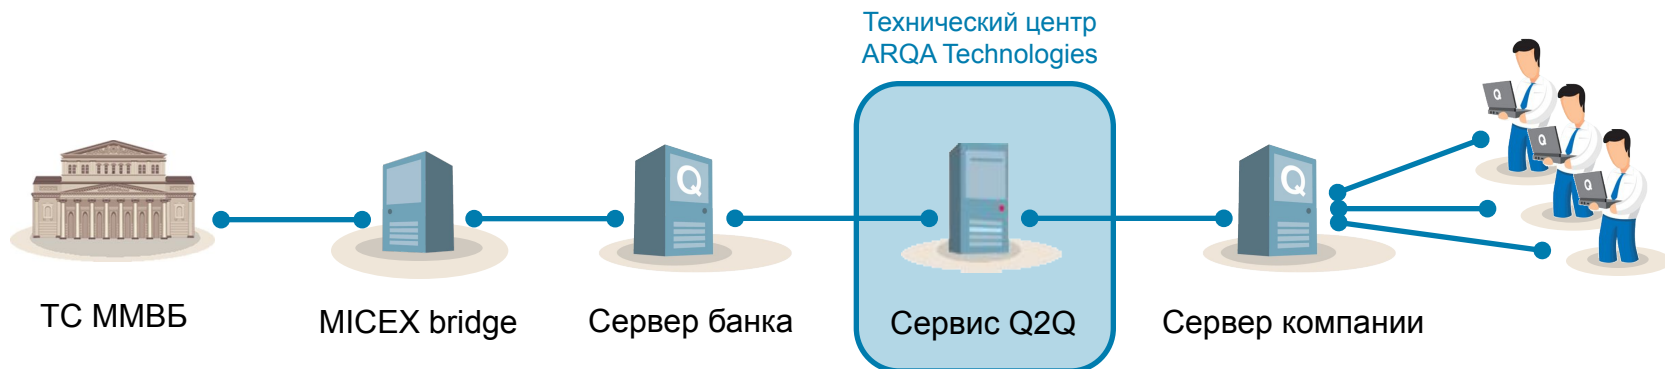 Технический центр
ARQA Technologies
Q
Q
Q
Q
Q
ТС ММВБ
MICEX bridge
Сервер банка
Сервис Q2Q
Сервер компании